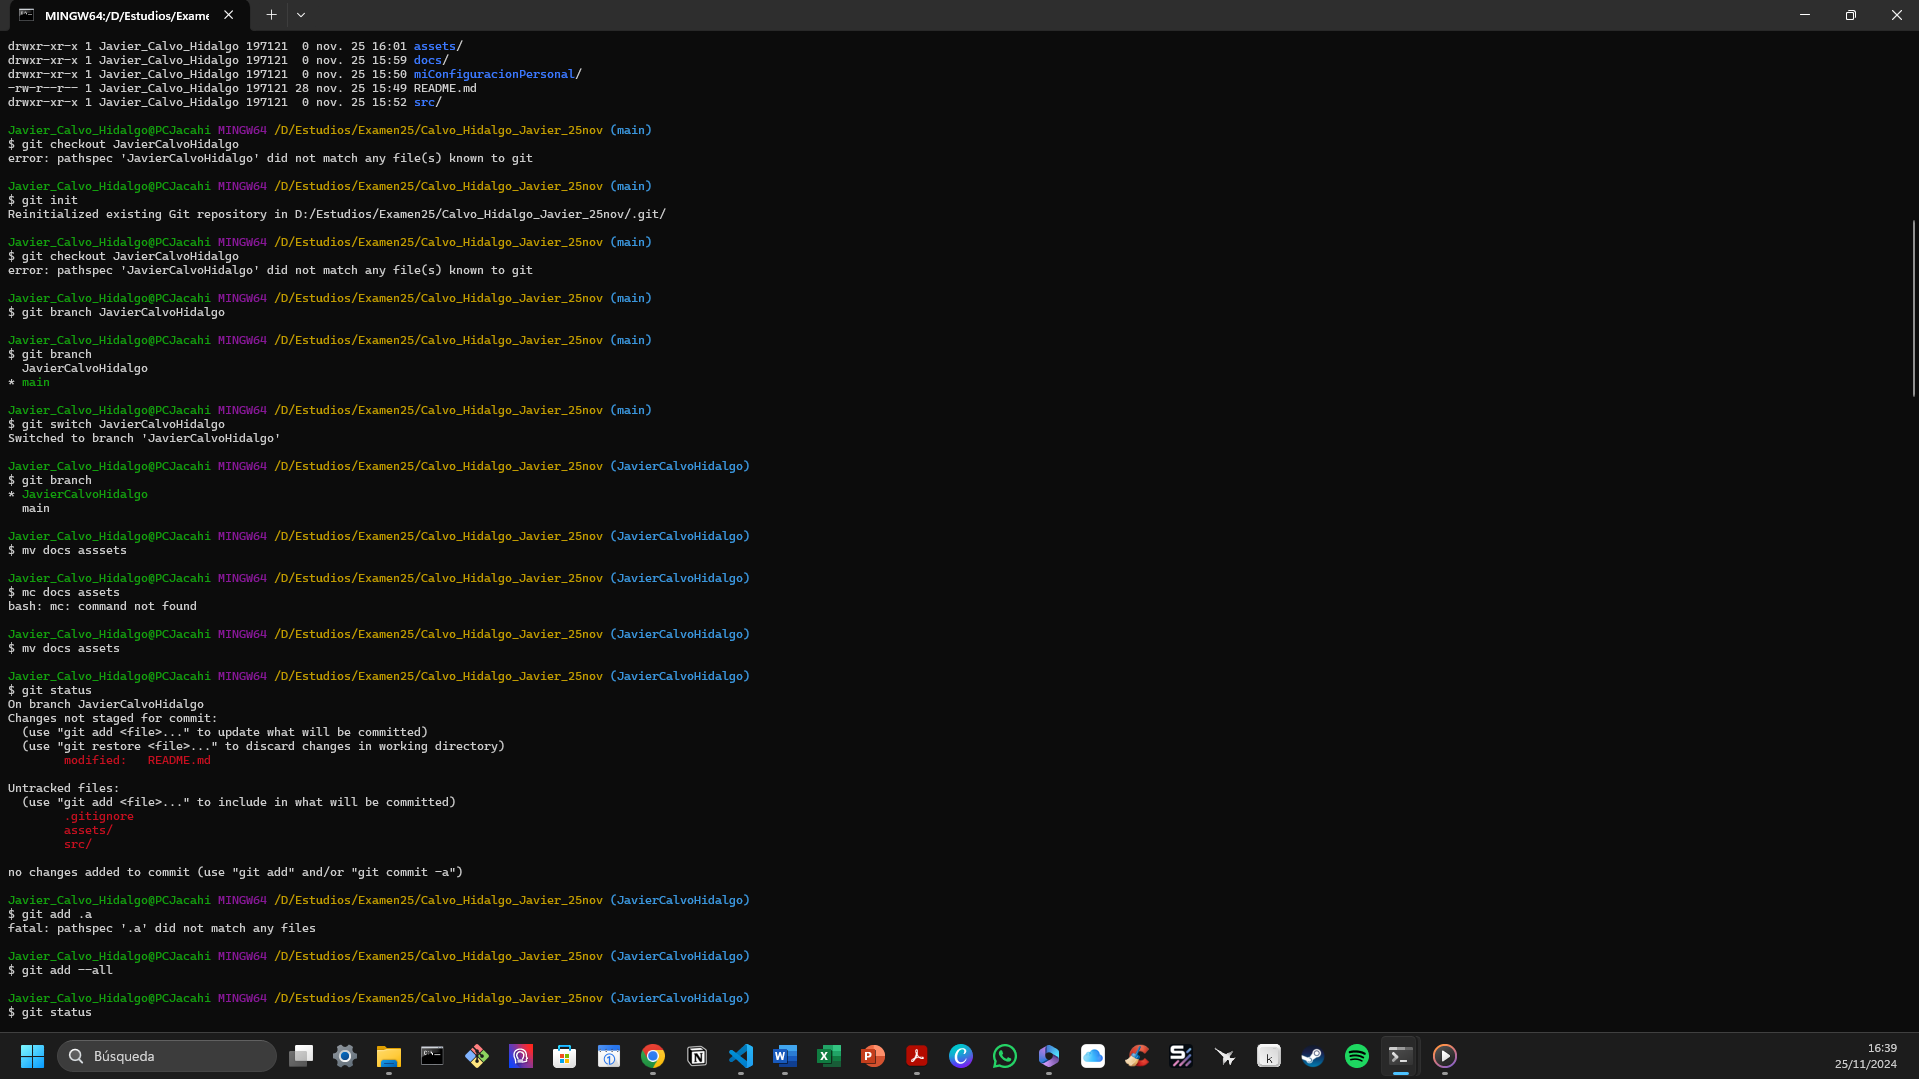 MINGW64:/D/Estudios/Exame
drwxr-xr-x 1 Javier_Calvo_Hidalgo 197121  0 nov. 25 16:01 assets/
drwxr-xr-x 1 Javier_Calvo_Hidalgo 197121  0 nov. 25 15:59 docs/
drwxr-xr-x 1 Javier_Calvo_Hidalgo 197121  0 nov. 25 15:50 miConfiguracionPersonal/
-rw-r--r-- 1 Javier_Calvo_Hidalgo 197121 28 nov. 25 15:49 README.md
drwxr-xr-x 1 Javier_Calvo_Hidalgo 197121  0 nov. 25 15:52 src/
Javier_Calvo_Hidalgo@PCJacahi MINGW64 /D/Estudios/Examen25/Calvo_Hidalgo_Javier_25nov (main)
$ git checkout JavierCalvoHidalgo
error: pathspec 'JavierCalvoHidalgo' did not match any file(s) known to git
Javier_Calvo_Hidalgo@PCJacahi MINGW64 /D/Estudios/Examen25/Calvo_Hidalgo_Javier_25nov (main)
$ git init
Reinitialized existing Git repository in D:/Estudios/Examen25/Calvo_Hidalgo_Javier_25nov/.git/
Javier_Calvo_Hidalgo@PCJacahi MINGW64 /D/Estudios/Examen25/Calvo_Hidalgo_Javier_25nov (main)
$ git checkout JavierCalvoHidalgo
error: pathspec 'JavierCalvoHidalgo' did not match any file(s) known to git
Javier_Calvo_Hidalgo@PCJacahi MINGW64 /D/Estudios/Examen25/Calvo_Hidalgo_Javier_25nov (main)
$ git branch JavierCalvoHidalgo
Javier_Calvo_Hidalgo@PCJacahi MINGW64 /D/Estudios/Examen25/Calvo_Hidalgo_Javier_25nov (main)
$ git branch
  JavierCalvoHidalgo
* main
Javier_Calvo_Hidalgo@PCJacahi MINGW64 /D/Estudios/Examen25/Calvo_Hidalgo_Javier_25nov (main)
$ git switch JavierCalvoHidalgo
Switched to branch 'JavierCalvoHidalgo'
Javier_Calvo_Hidalgo@PCJacahi MINGW64 /D/Estudios/Examen25/Calvo_Hidalgo_Javier_25nov (JavierCalvoHidalgo)
$ git branch
* JavierCalvoHidalgo
  main
Javier_Calvo_Hidalgo@PCJacahi MINGW64 /D/Estudios/Examen25/Calvo_Hidalgo_Javier_25nov (JavierCalvoHidalgo)
$ mv docs asssets
Javier_Calvo_Hidalgo@PCJacahi MINGW64 /D/Estudios/Examen25/Calvo_Hidalgo_Javier_25nov (JavierCalvoHidalgo)
$ mc docs assets
bash: mc: command not found
Javier_Calvo_Hidalgo@PCJacahi MINGW64 /D/Estudios/Examen25/Calvo_Hidalgo_Javier_25nov (JavierCalvoHidalgo)
$ mv docs assets
Javier_Calvo_Hidalgo@PCJacahi MINGW64 /D/Estudios/Examen25/Calvo_Hidalgo_Javier_25nov (JavierCalvoHidalgo)
$ git status
On branch JavierCalvoHidalgo
Changes not staged for commit:
  (use "git add <file>..." to update what will be committed)
  (use "git restore <file>..." to discard changes in working directory)
        modified:   README.md
Untracked files:
  (use "git add <file>..." to include in what will be committed)
        .gitignore
        assets/
        src/
no changes added to commit (use "git add" and/or "git commit -a")
Javier_Calvo_Hidalgo@PCJacahi MINGW64 /D/Estudios/Examen25/Calvo_Hidalgo_Javier_25nov (JavierCalvoHidalgo)
$ git add .a
fatal: pathspec '.a' did not match any files
Javier_Calvo_Hidalgo@PCJacahi MINGW64 /D/Estudios/Examen25/Calvo_Hidalgo_Javier_25nov (JavierCalvoHidalgo)
$ git add --all
Javier_Calvo_Hidalgo@PCJacahi MINGW64 /D/Estudios/Examen25/Calvo_Hidalgo_Javier_25nov (JavierCalvoHidalgo)
$ git status
Búsqueda
16:39
25/11/2024